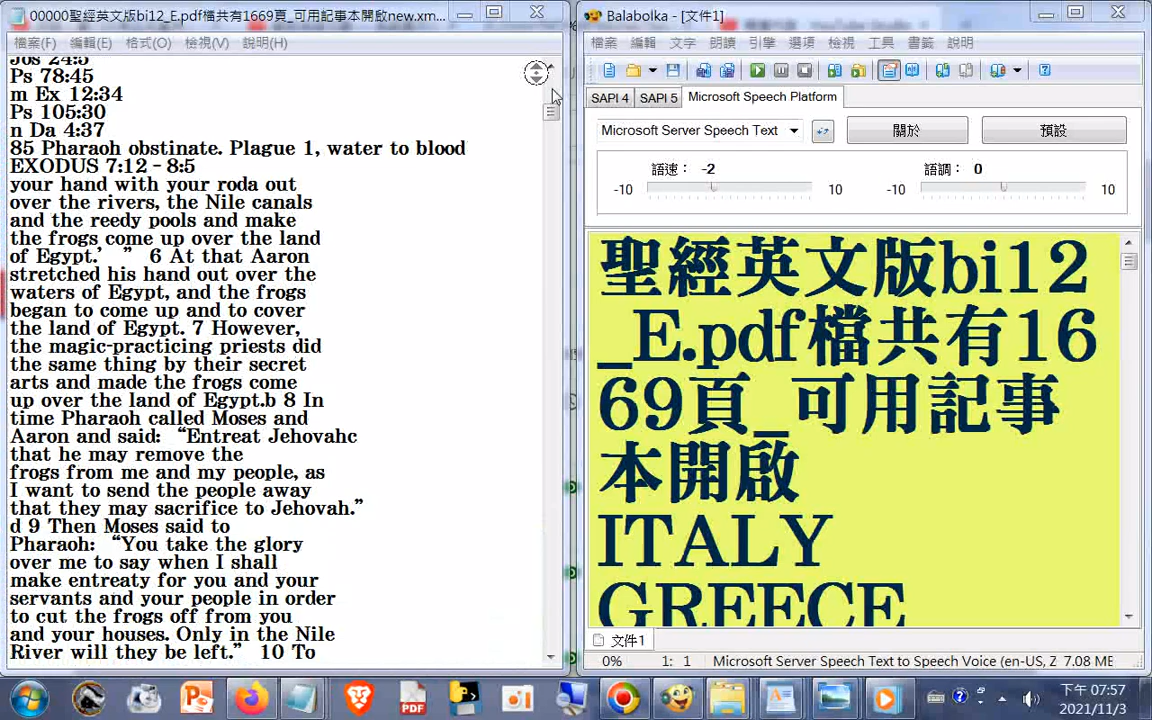 00000聖經英文版bi12_E.pdf檔共有1669頁_可用記事本開啟new.xm...
檔案(F) 編輯(E) 格式(O) 檢視(V) 說明(H)
Jos 24:5
Ps 78:45
m Ex 12:34
Ps 105:30
n Da 4:37
85 Pharaoh obstinate. Plague 1, water to blood
EXODUS 7:12–8:5
your hand with your roda out
over the rivers, the Nile canals
and the reedy pools and make
the frogs come up over the land
of Egypt.’ ” 6 At that Aaron
stretched his hand out over the
waters of Egypt, and the frogs
began to come up and to cover
the land of Egypt. 7 However,
the magic-practicing priests did
the same thing by their secret
arts and made the frogs come
up over the land of Egypt.b 8 In
time Pharaoh called Moses and
Aaron and said: “Entreat Jehovahc
that he may remove the
frogs from me and my people, as
I want to send the people away
that they may sacrifice to Jehovah.”
d 9 Then Moses said to
Pharaoh: “You take the glory
over me to say when I shall
make entreaty for you and your
servants and your people in order
to cut the frogs off from you
and your houses. Only in the Nile
River will they be left.” 10 To
Balabolka - [文件1]
檔案 編輯 文字 朗讀 引擎 選項 檢視 工具 書籤 說明
SAPI 4 SAPI 5 Microsoft Speech Platform
Microsoft Server Speech Text 關於 預設
語速: -2 語調: 0
-10 10 -10 10
聖經英文版bi12
_E.pdf檔共有16
69頁_可用記事
本開啟
ITALY
GREECE
文件1
0% 1: 1 Microsoft Server Speech Text to Speech Voice (en-US, Z 7.08 ME
PDF
下午 07:57
2021/11/3